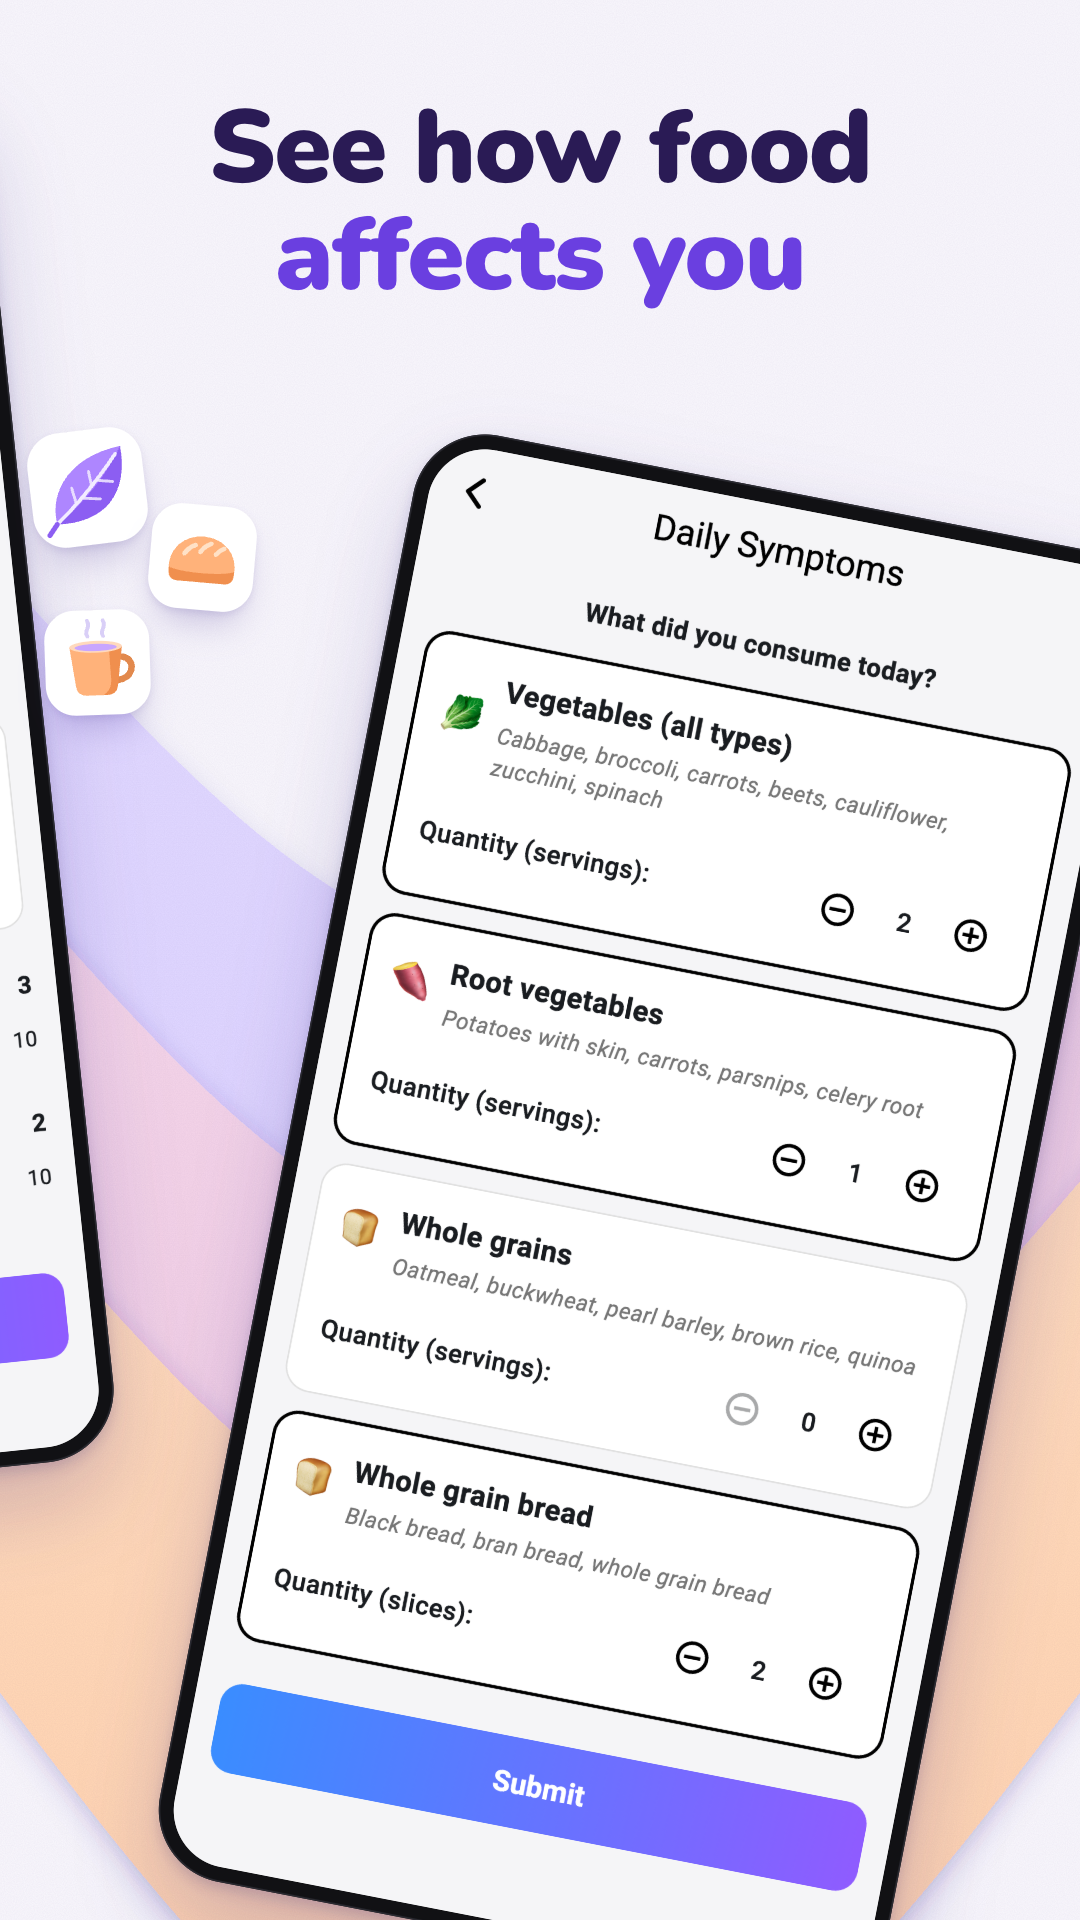 See how food
affects you
3
10
2
10
Daily Symptoms
What did you consume today?
Vegetables (all types)
Cabbage, broccoli, carrots, beets, cauliflower,
zucchini, spinach
Quantity (servings):
2
Root vegetables
Potatoes with skin, carrots, parsnips, celery root
Quantity (servings):
1
Whole grains
Oatmeal, buckwheat, pearl barley, brown rice, quinoa
Quantity (servings):
0
Whole grain bread
Black bread, bran bread, whole grain bread
Quantity (slices):
2
Submit